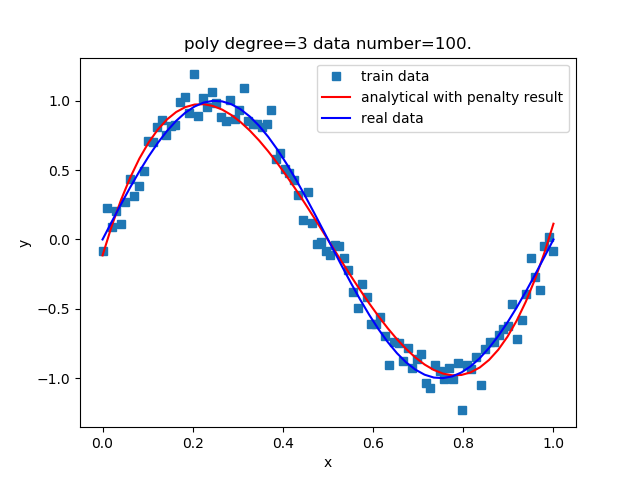 poly degree=3 data number=100.
train data
analytical with penalty result
real data
y
1.0
0.5
0.0
−0.5
−1.0
0.0 0.2 0.4 0.6 0.8 1.0
x